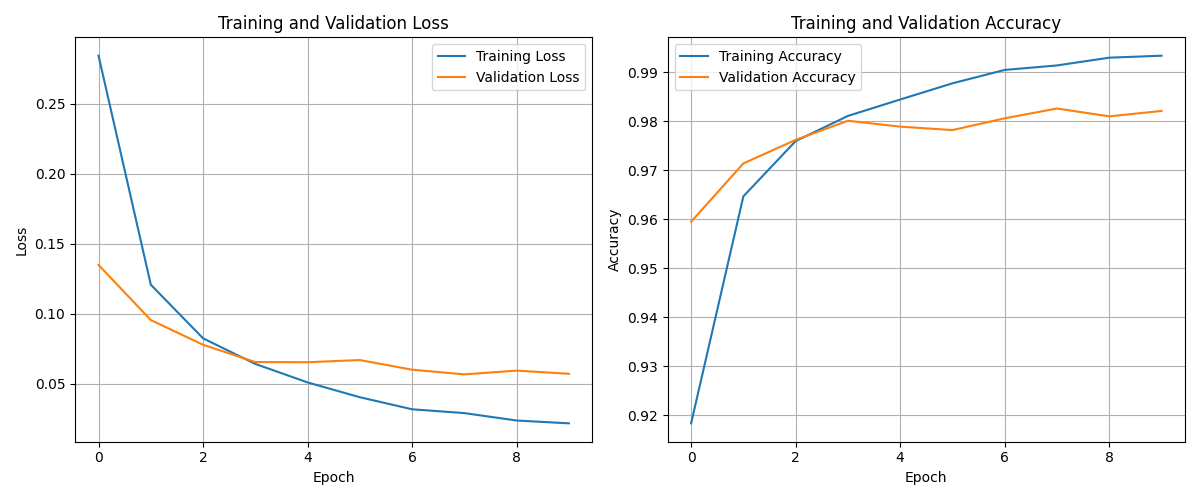 Training and Validation Loss
Training Loss
Validation Loss
0.25
0.20
0.15
0.10
0.05
Loss
0 2 4 6 8
Epoch
Training and Validation Accuracy
Training Accuracy
Validation Accuracy
0.99
0.98
0.97
0.96
0.95
0.94
0.93
0.92
Accuracy
0 2 4 6 8
Epoch